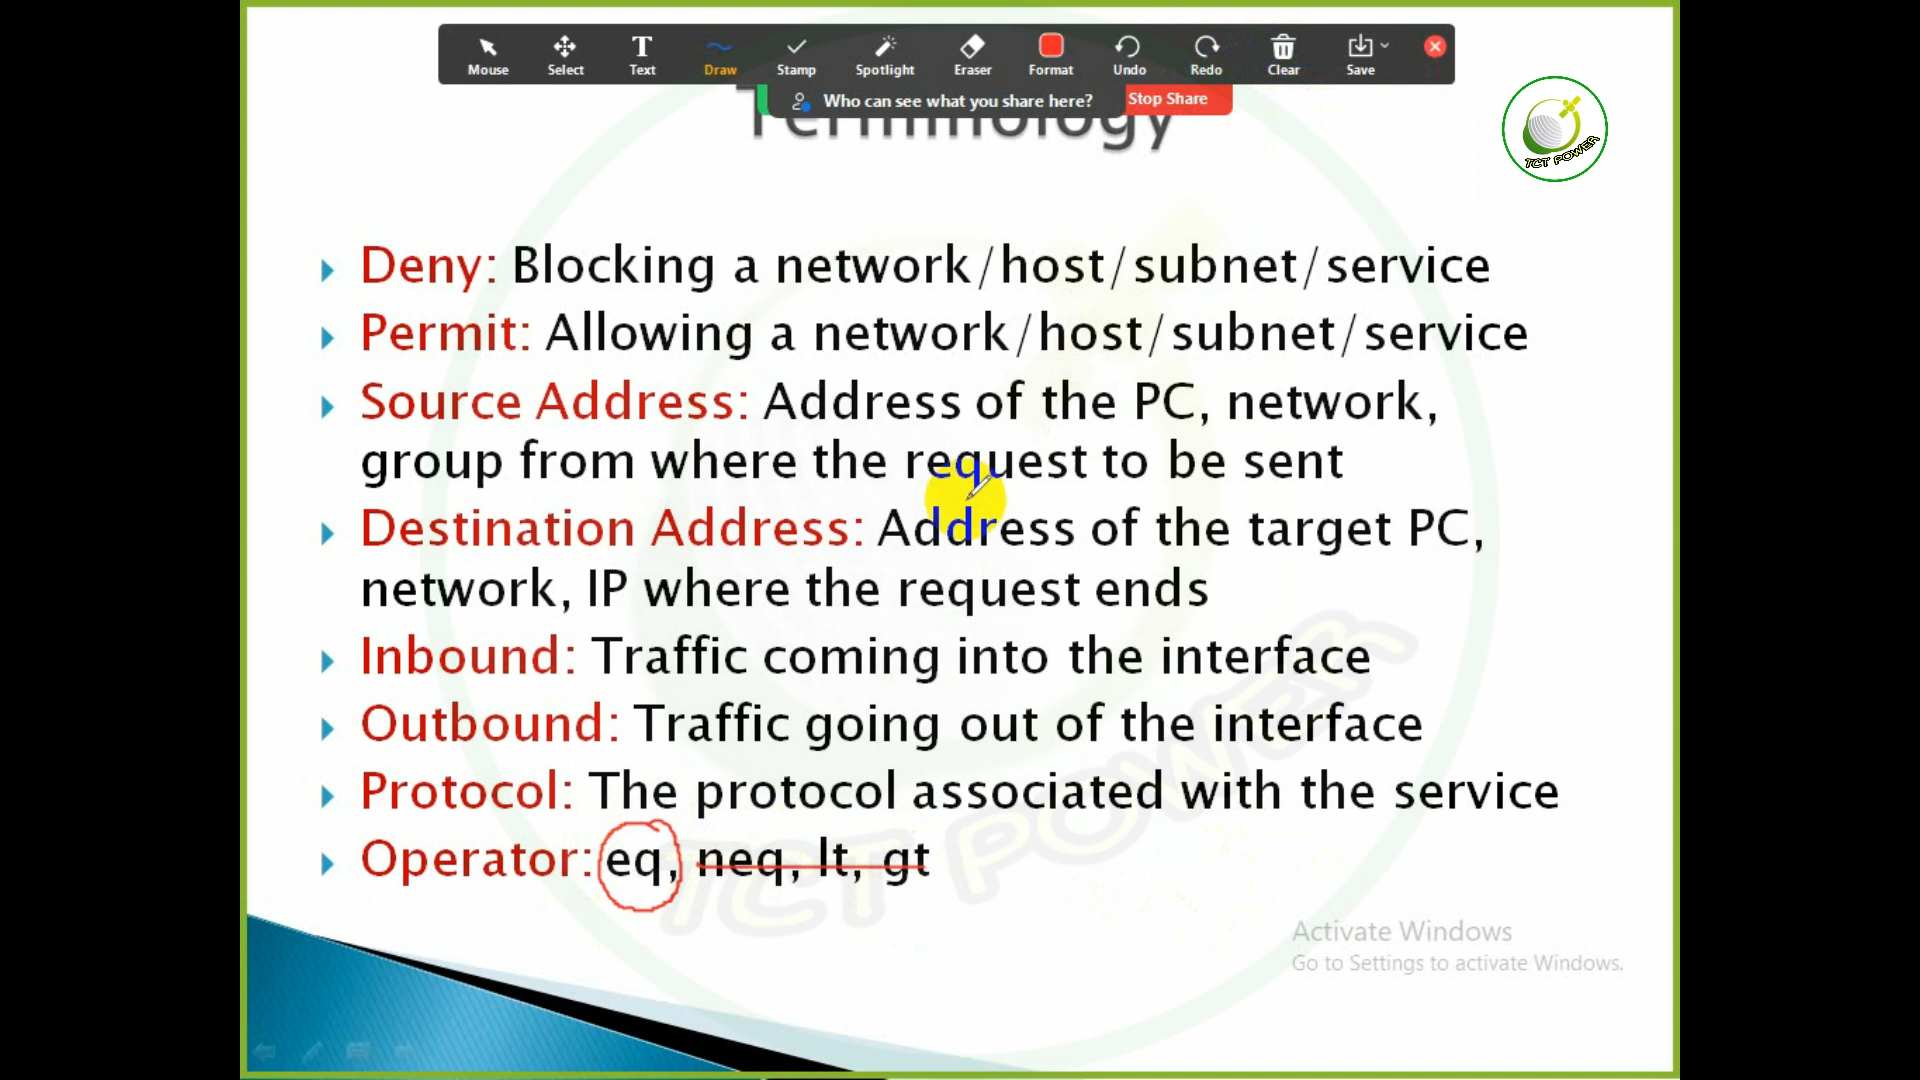 Mouse Select Text Draw Stamp Spotlight Eraser Format Undo Redo Clear Save
Who can see what you share here? Stop Share
Terminology
TCT POWER
Deny: Blocking a network/host/subnet/service
Permit: Allowing a network/host/subnet/service
Source Address: Address of the PC, network,
group from where the request to be sent
Destination Address: Address of the target PC,
network, IP where the request ends
Inbound: Traffic coming into the interface
Outbound: Traffic going out of the interface
Protocol: The protocol associated with the service
Operator: eq, neq, lt, gt
TCT POWER
Activate Windows
Go to Settings to activate Windows.